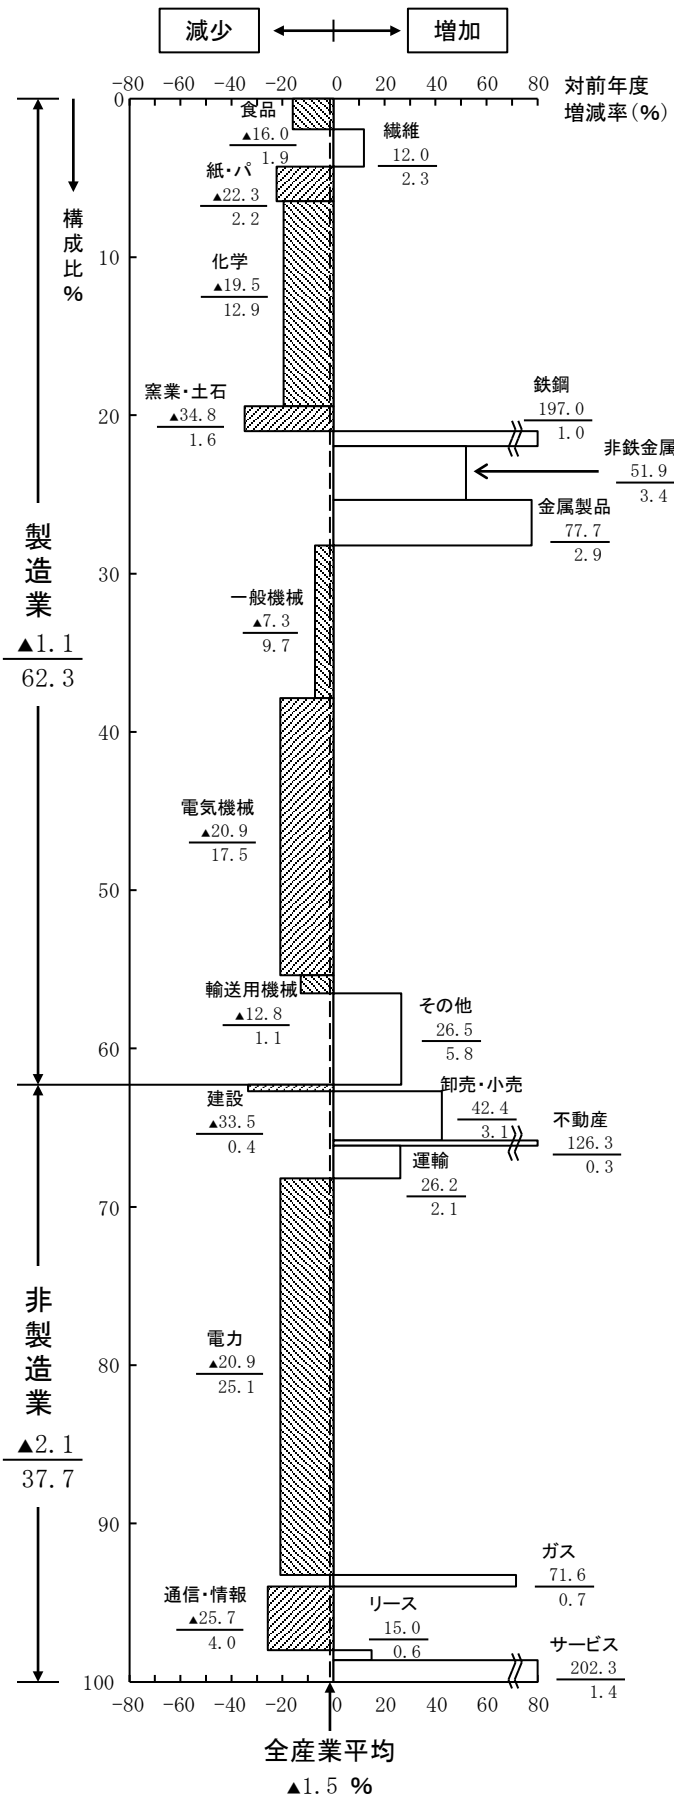 減少
増加
-80 -60 -40 -20 0 20 40 60 80
対前年度
増減率(%)
0
構成比%
食品
▲16.0
1.9
繊維
12.0
2.3
紙・パ
▲22.3
2.2
10
化学
▲19.5
12.9
窯業・土石
▲34.8
1.6
20
鉄鋼
197.0
1.0
非鉄金属
51.9
3.4
金属製品
77.7
2.9
30
製造業
▲1.1
62.3
一般機械
▲7.3
9.7
40
電気機械
▲20.9
17.5
50
輸送用機械
▲12.8
1.1
その他
26.5
5.8
60
建設
▲33.5
0.4
卸売・小売
42.4
3.1
不動産
126.3
0.3
運輸
26.2
2.1
70
非製造業
▲2.1
37.7
電力
▲20.9
25.1
80
90
ガス
71.6
0.7
通信・情報
▲25.7
4.0
リース
15.0
0.6
サービス
202.3
1.4
100
-80 -60 -40 -20 0 20 40 60 80
全産業平均
▲1.5 %